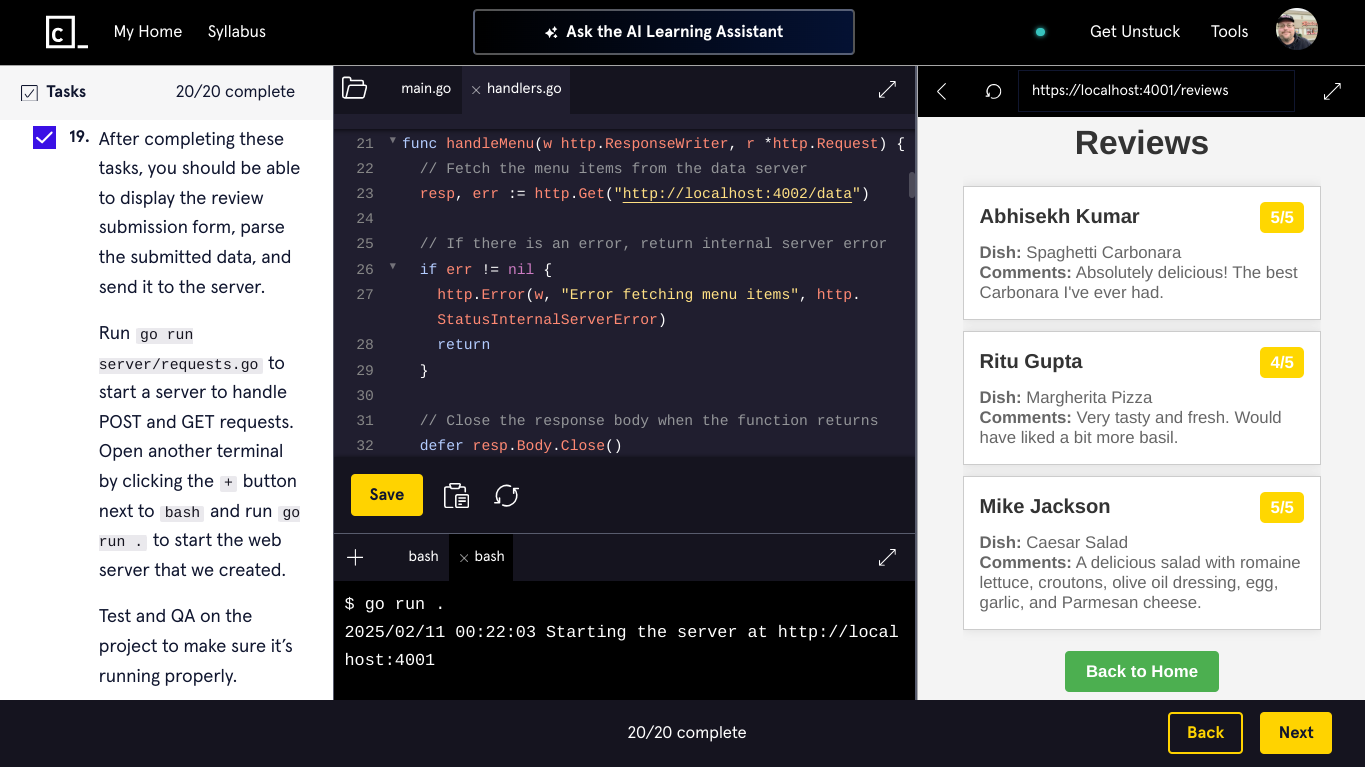 My Home
Syllabus
Ask the AI Learning Assistant
Get Unstuck
Tools
Tasks
20/20 complete
19. After completing these
tasks, you should be able
to display the review
submission form, parse
the submitted data, and
send it to the server.
Run go run
server/requests.go to
start a server to handle
POST and GET requests.
Open another terminal
by clicking the + button
next to bash and run go
run . to start the web
server that we created.
Test and QA on the
project to make sure it’s
running properly.
main.go
× handlers.go
21 ▾ func handleMenu(w http.ResponseWriter, r *http.Request) {
22 // Fetch the menu items from the data server
23 resp, err := http.Get("http://localhost:4002/data")
24
25 // If there is an error, return internal server error
26 ▾ if err != nil {
27 http.Error(w, "Error fetching menu items", http.
StatusInternalServerError)
28 return
29 }
30
31 // Close the response body when the function returns
32 defer resp.Body.Close()
Save
+ bash × bash
$ go run .
2025/02/11 00:22:03 Starting the server at http://local
host:4001
https://localhost:4001/reviews
Reviews
Abhisekh Kumar
5/5
Dish: Spaghetti Carbonara
Comments: Absolutely delicious! The best
Carbonara I've ever had.
Ritu Gupta
4/5
Dish: Margherita Pizza
Comments: Very tasty and fresh. Would
have liked a bit more basil.
Mike Jackson
5/5
Dish: Caesar Salad
Comments: A delicious salad with romaine
lettuce, croutons, olive oil dressing, egg,
garlic, and Parmesan cheese.
Back to Home
20/20 complete
Back
Next